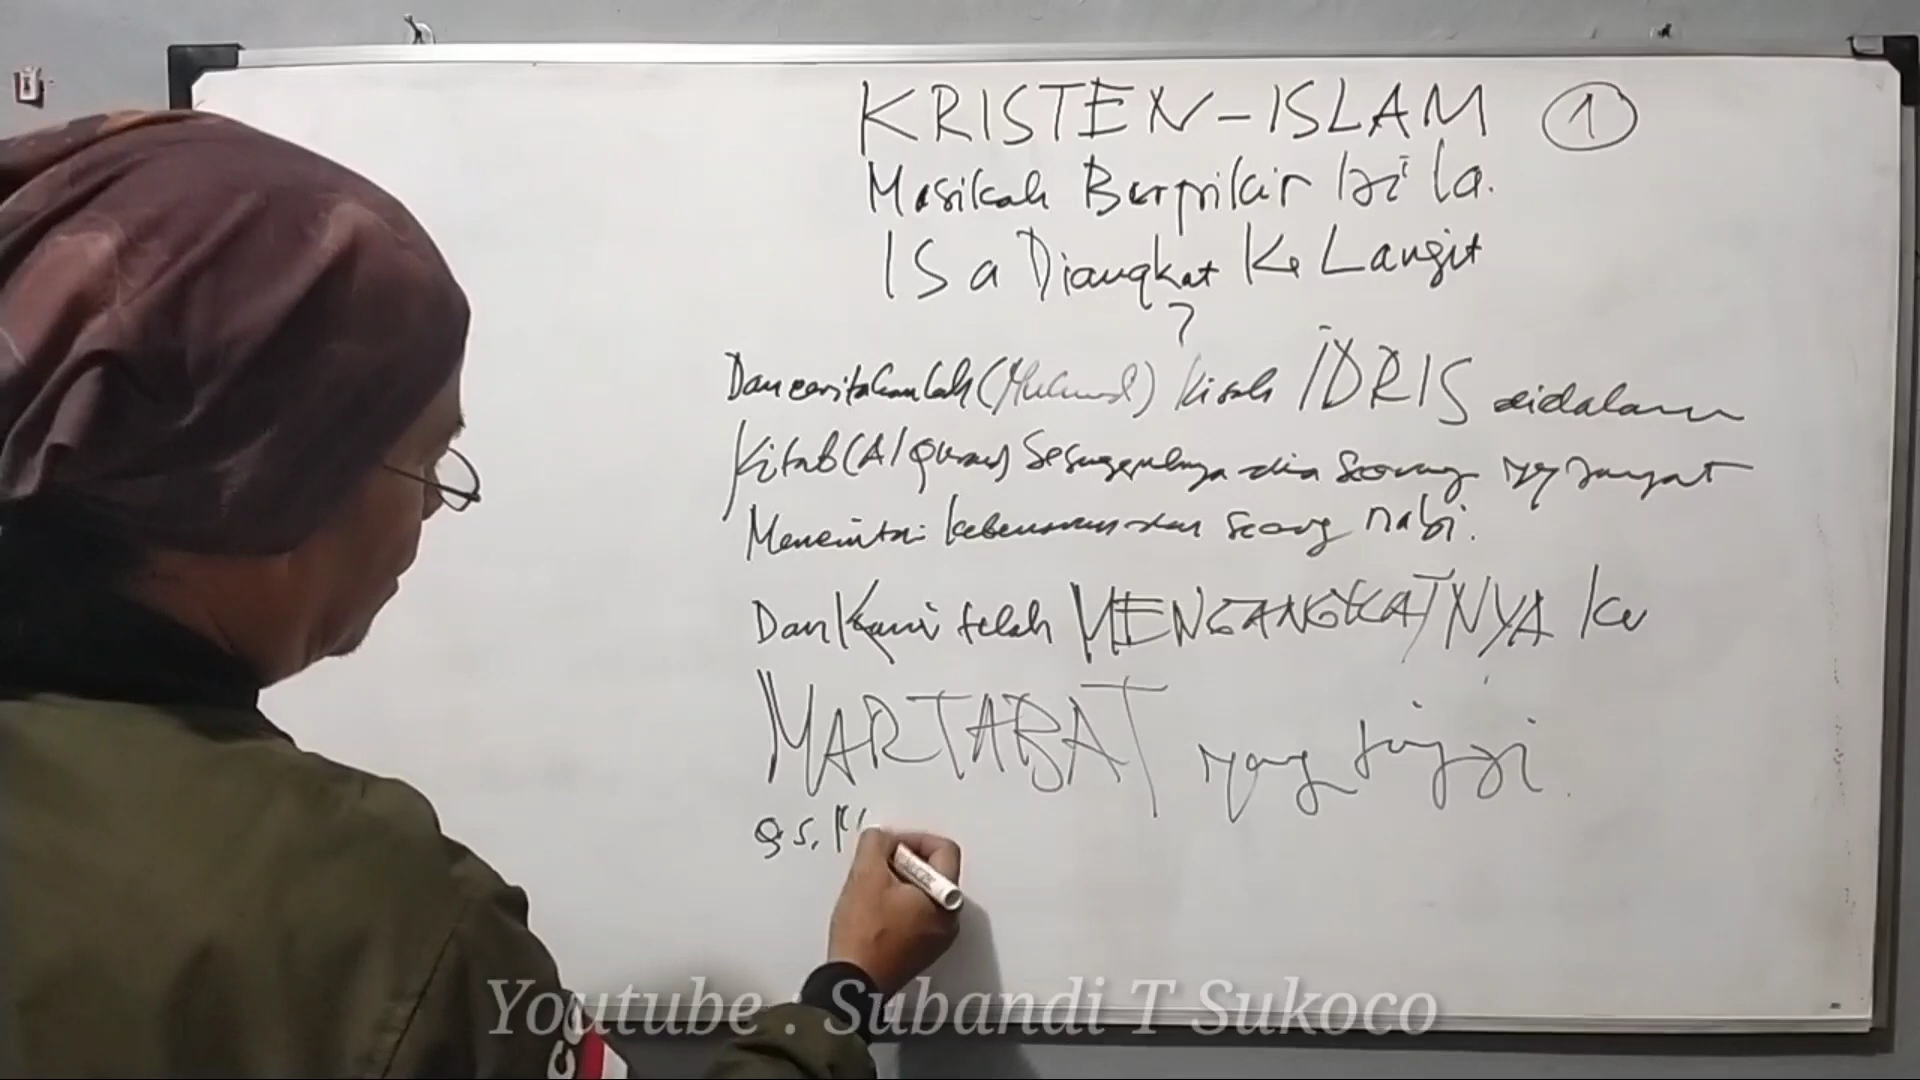 KRISTEN-ISLAM 1
Masikah Berpikir bila
ISa Diangkat Ke Langit
?
Dan ceritakanlah (Muhamad) kisah IDRIS didalam
Kitab (Al Quran) Sesungguhnya dia seorang yg sangat
Mencintai kebenaran dan seorang nabi.
Dan Kami telah MENGANGKATNYA Ke
MARTABAT yang tinggi
QS.
Youtube : Subandi T Sukoco